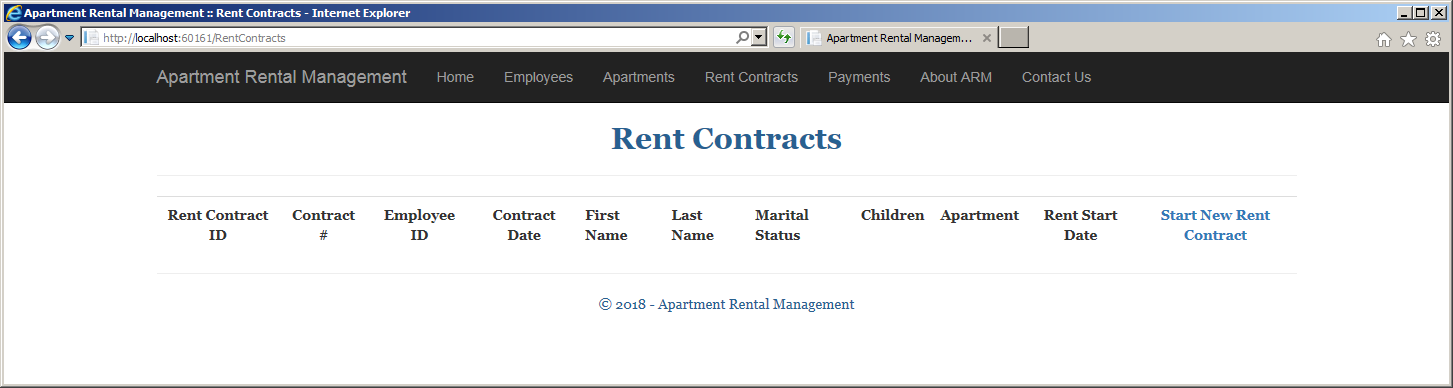 Apartment Rental Management :: Rent Contracts - Internet Explorer
http://localhost:60161/RentContracts
Apartment Rental Managem...
Apartment Rental Management Home Employees Apartments Rent Contracts Payments About ARM Contact Us
Rent Contracts
Rent Contract Contract Employee Contract First Last Marital Children Apartment Rent Start Start New Rent
ID # ID Date Name Name Status Date Contract
© 2018 - Apartment Rental Management